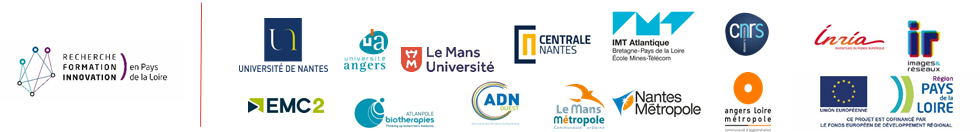 RECHERCHE
FORMATION
INNOVATION
en Pays
de la Loire
UNIVERSITÉ DE NANTES
ua
université
angers
Le Mans
Université
CENTRALE
NANTES
IMT Atlantique
Bretagne-Pays de la Loire
École Mines-Télécom
cnrs
Inria
ir
images&
réseaux
EMC2
ATLANPOLE
biotherapies
ADN
OUEST
Le Mans
Métropole
Communauté urbaine
Nantes
Métropole
angers loire
métropole
communauté d'agglomération
UNION EUROPÉENNE
Région
PAYS
DE LA
LOIRE
CE PROJET EST COFINANCÉ PAR
LE FONDS EUROPÉEN DE DÉVELOPPEMENT RÉGIONAL